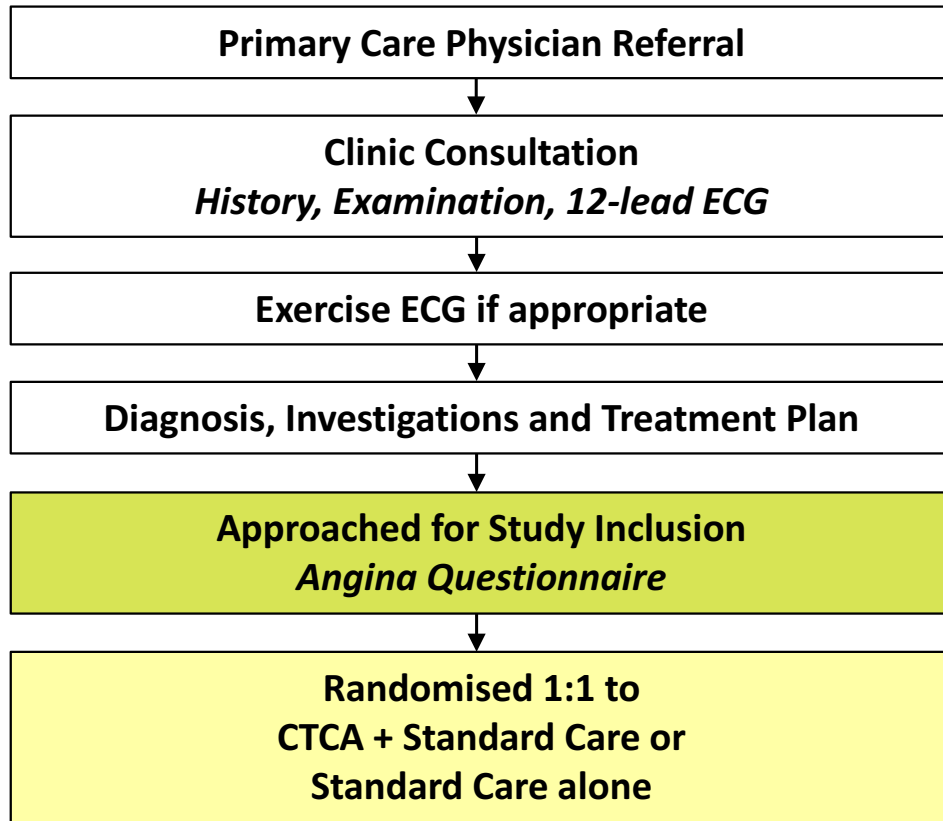 Primary Care Physician Referral
Clinic Consultation
History, Examination, 12-lead ECG
Exercise ECG if appropriate
Diagnosis, Investigations and Treatment Plan
Approached for Study Inclusion
Angina Questionnaire
Randomised 1:1 to
CTCA + Standard Care or
Standard Care alone